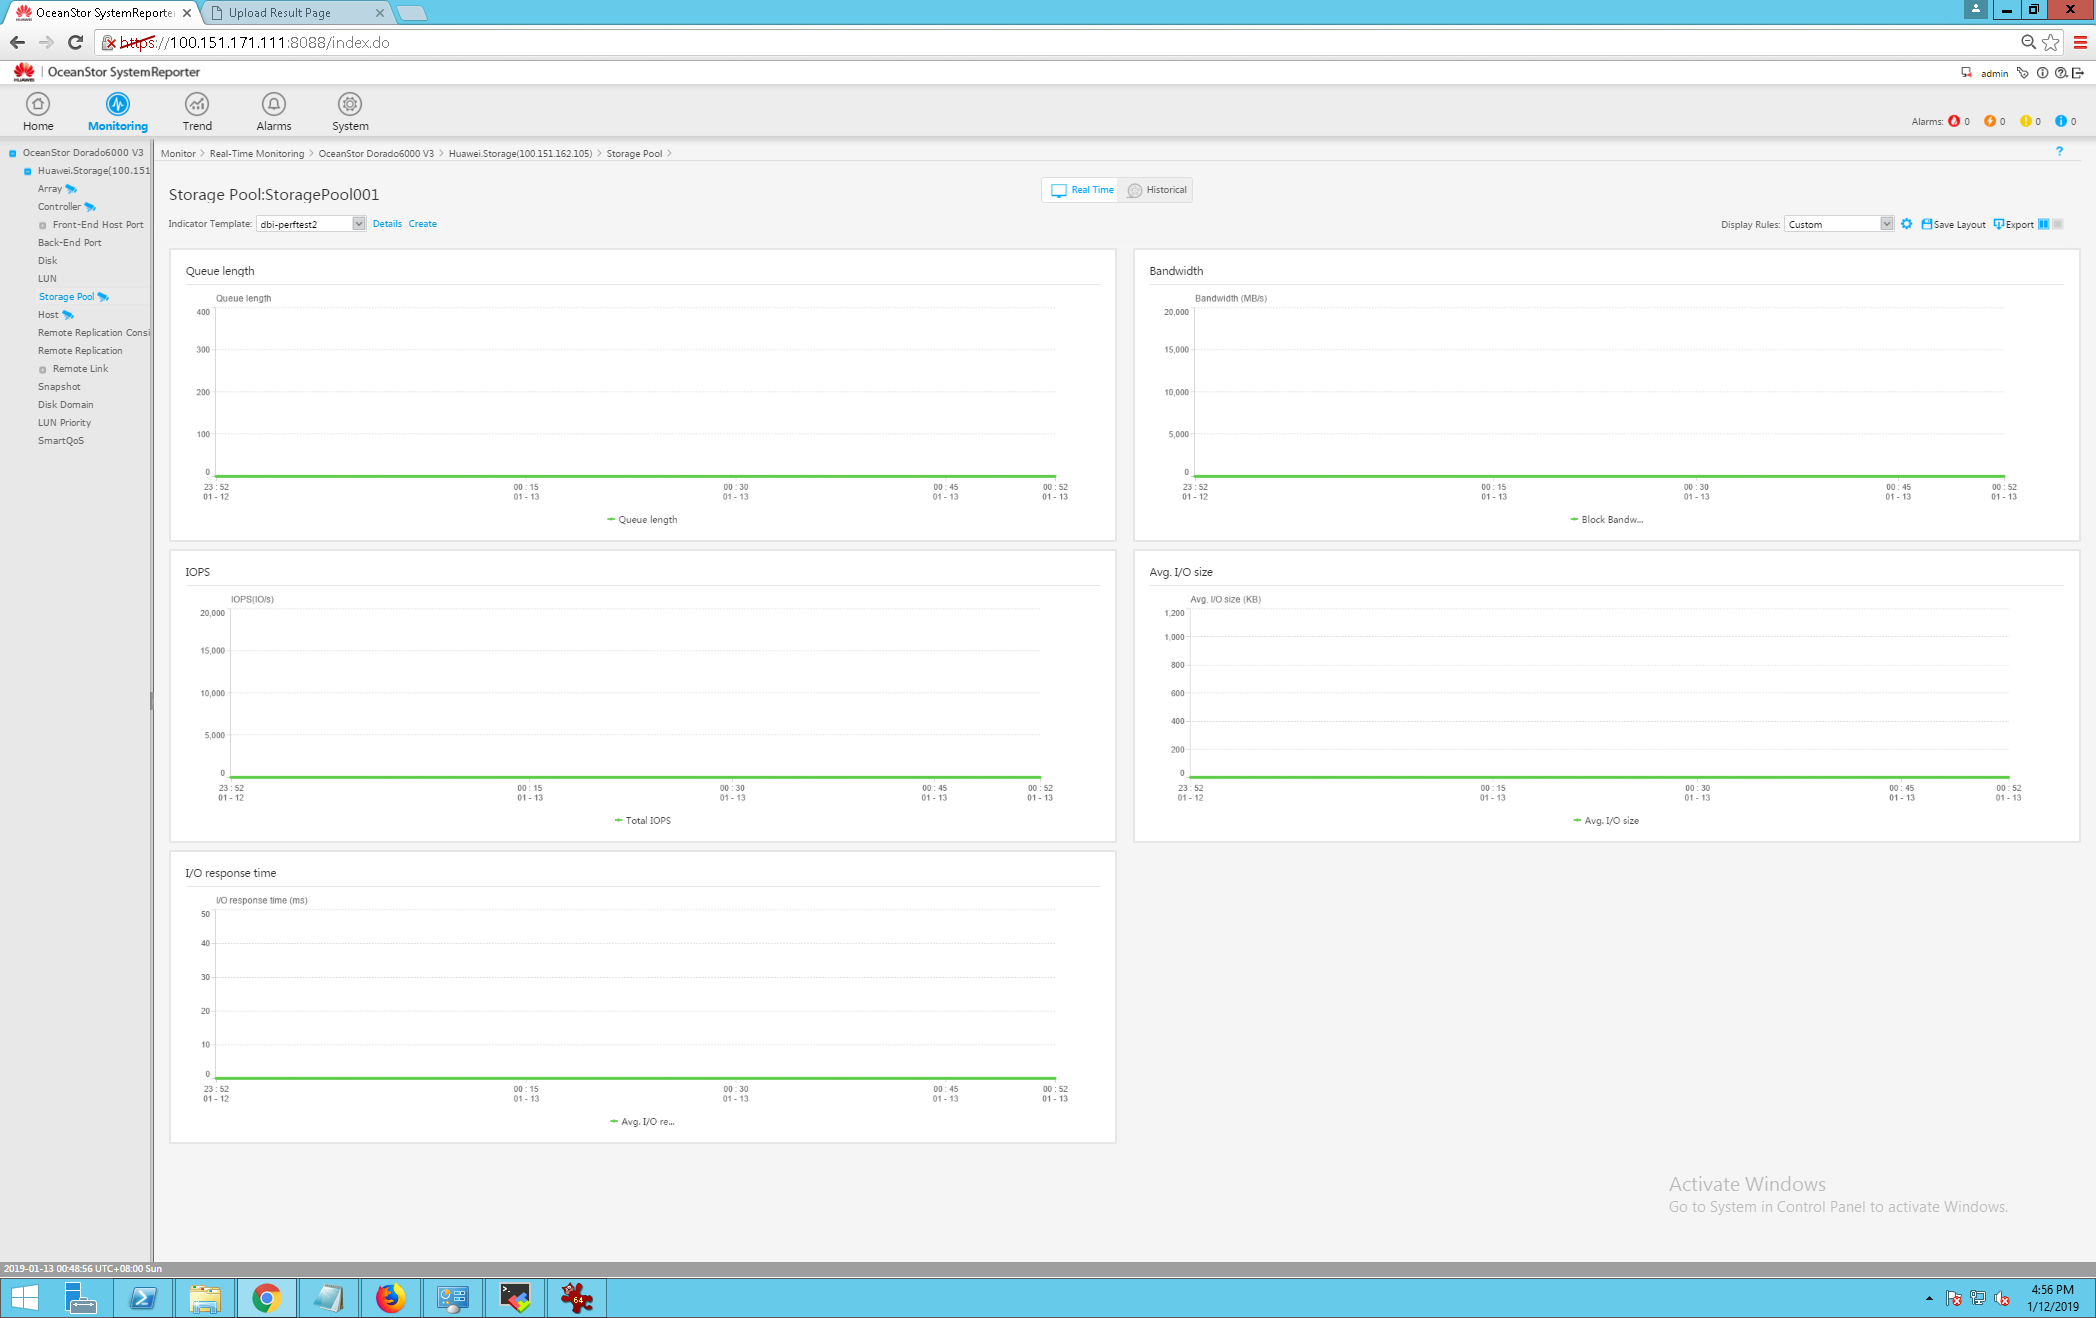 OceanStor SystemReporte
Upload Result Page
https://100.151.171.111:8088/index.do
HUAWEI
OceanStor SystemReporter
admin
Home
Monitoring
Trend
Alarms
System
Alarms: 0 0 0 0
OceanStor Dorado6000 V3
Huawei.Storage(100.151
Array
Controller
Front-End Host Port
Back-End Port
Disk
LUN
Storage Pool
Host
Remote Replication Consi
Remote Replication
Remote Link
Snapshot
Disk Domain
LUN Priority
SmartQoS
Monitor > Real-Time Monitoring > OceanStor Dorado6000 V3 > Huawei.Storage(100.151.162.105) > Storage Pool >
?
Storage Pool:StoragePool001
Real Time
Historical
Indicator Template: dbi-perftest2 Details Create
Display Rules: Custom Save Layout Export
Queue length
Queue length
400
300
200
100
0
23 : 52 00 : 15 00 : 30 00 : 45 00 : 52
01 - 12 01 - 13 01 - 13 01 - 13 01 - 13
Queue length
Bandwidth
Bandwidth (MB/s)
20,000
15,000
10,000
5,000
0
23 : 52 00 : 15 00 : 30 00 : 45 00 : 52
01 - 12 01 - 13 01 - 13 01 - 13 01 - 13
Block Bandw...
IOPS
IOPS(IO/s)
20,000
15,000
10,000
5,000
0
23 : 52 00 : 15 00 : 30 00 : 45 00 : 52
01 - 12 01 - 13 01 - 13 01 - 13 01 - 13
Total IOPS
Avg. I/O size
Avg. I/O size (KB)
1,200
1,000
800
600
400
200
0
23 : 52 00 : 15 00 : 30 00 : 45 00 : 52
01 - 12 01 - 13 01 - 13 01 - 13 01 - 13
Avg. I/O size
I/O response time
I/O response time (ms)
50
40
30
20
10
0
23 : 52 00 : 15 00 : 30 00 : 45 00 : 52
01 - 12 01 - 13 01 - 13 01 - 13 01 - 13
Avg. I/O re...
Activate Windows
Go to System in Control Panel to activate Windows.
2019-01-13 00:48:56 UTC+08:00 Sun
64
4:56 PM
1/12/2019